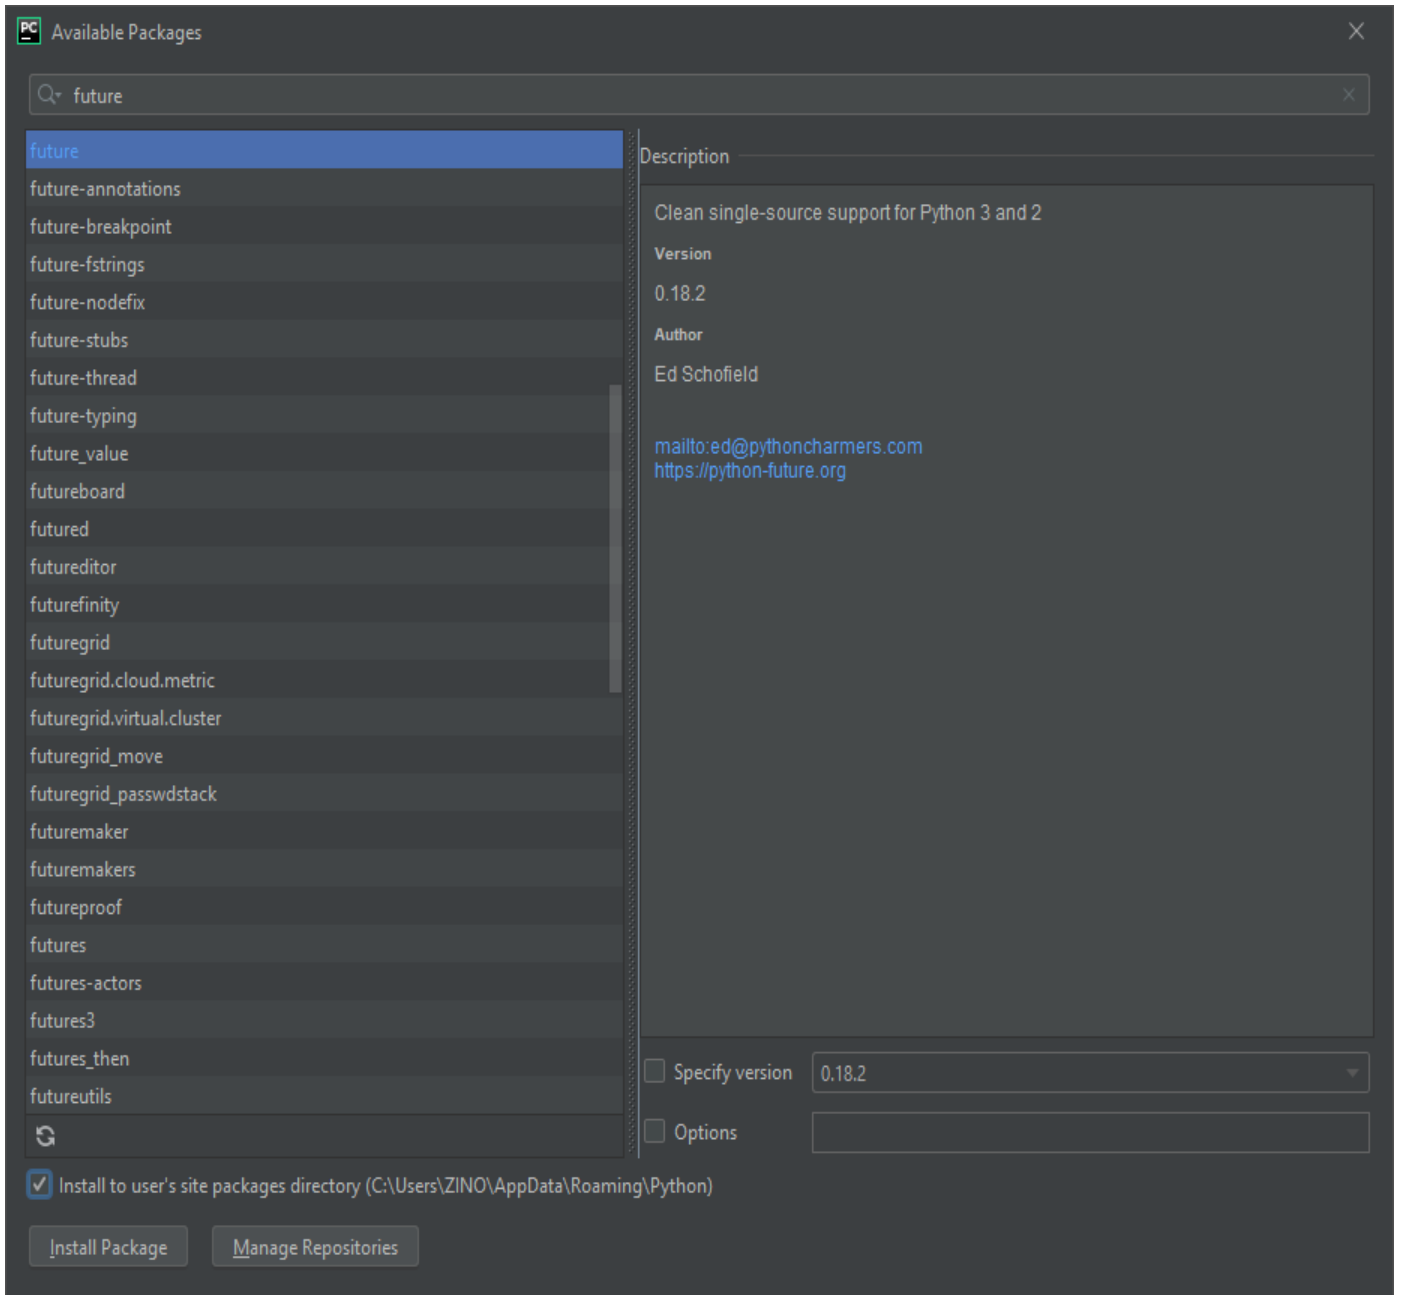 PC Available Packages
future
future
future-annotations
future-breakpoint
future-fstrings
future-nodefix
future-stubs
future-thread
future-typing
future_value
futureboard
futured
futureditor
futurefinity
futuregrid
futuregrid.cloud.metric
futuregrid.virtual.cluster
futuregrid_move
futuregrid_passwdstack
futuremaker
futuremakers
futureproof
futures
futures-actors
futures3
futures_then
futureutils
Description
Clean single-source support for Python 3 and 2
Version
0.18.2
Author
Ed Schofield
mailto:ed@pythoncharmers.com
https://python-future.org
Specify version 0.18.2
Options
Install to user's site packages directory (C:\Users\ZINO\AppData\Roaming\Python)
Install Package Manage Repositories